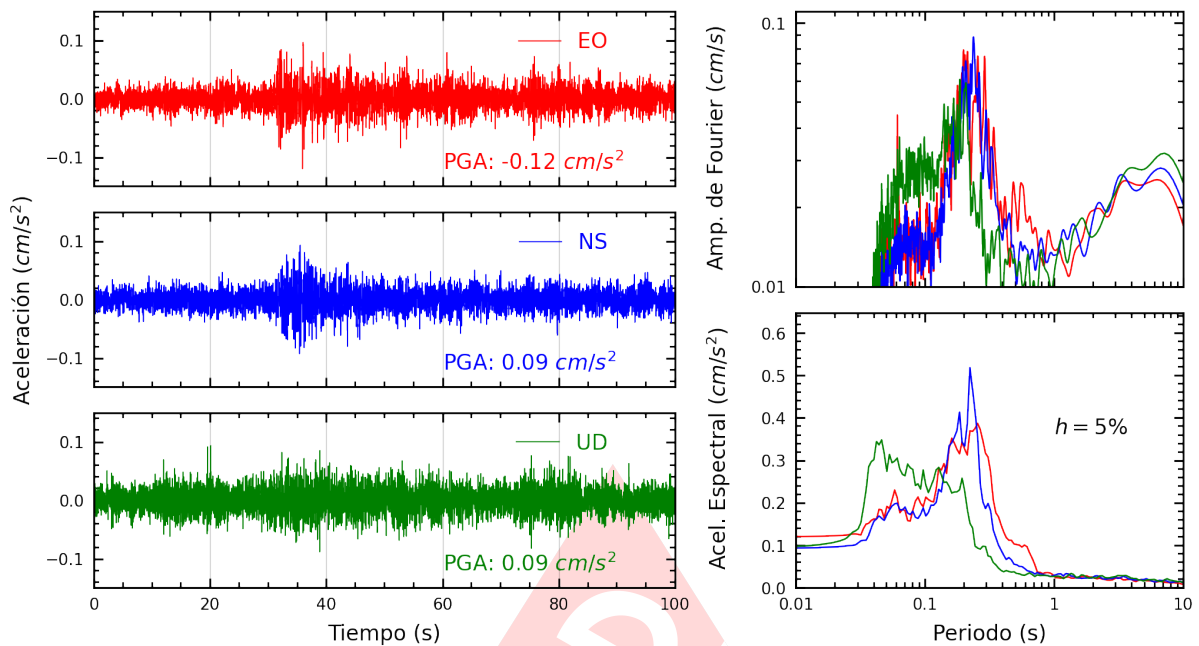 Aceleración (cm/s²)
0.1
0.0
−0.1
EO
PGA: -0.12 cm/s²
0.1
0.0
−0.1
NS
PGA: 0.09 cm/s²
0.1
0.0
−0.1
UD
PGA: 0.09 cm/s²
0 20 40 60 80 100
Tiempo (s)
Amp. de Fourier (cm/s)
0.1
0.01
Acel. Espectral (cm/s²)
0.6
0.5
0.4
0.3
0.2
0.1
0.0
h = 5%
0.01 0.1 1 10
Periodo (s)